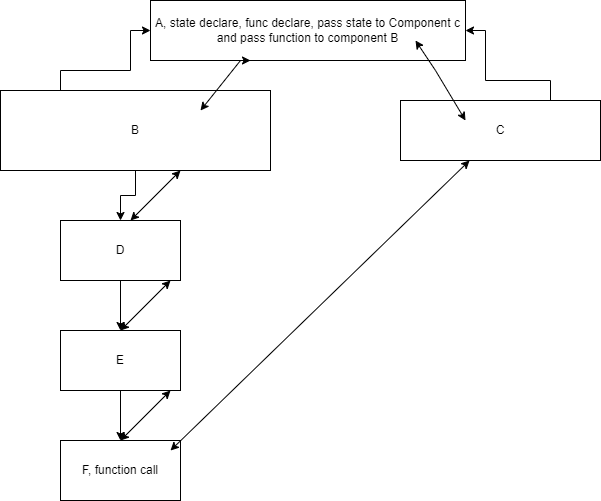 A, state declare, func declare, pass state to Component c
and pass function to component B
B
C
D
E
F, function call